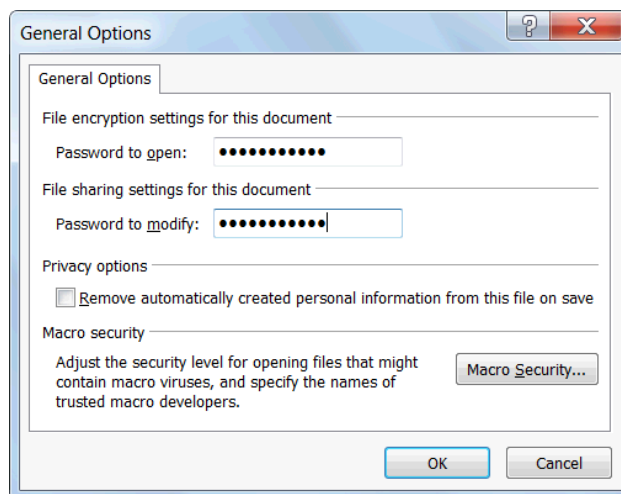 General Options
General Options
File encryption settings for this document
Password to open: ●●●●●●●●●●●
File sharing settings for this document
Password to modify: ●●●●●●●●●●●
Privacy options
Remove automatically created personal information from this file on save
Macro security
Adjust the security level for opening files that might
contain macro viruses, and specify the names of
trusted macro developers.
Macro Security...
OK Cancel